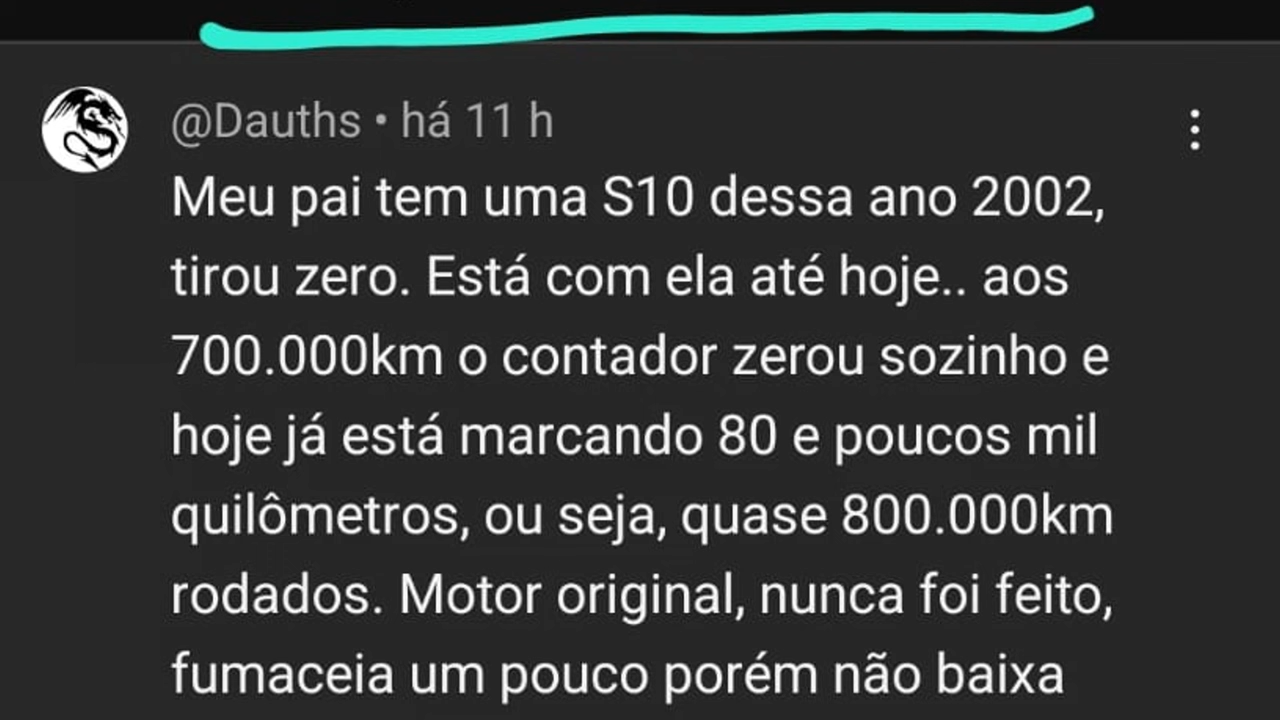 @Dauths • há 11 h
Meu pai tem uma S10 dessa ano 2002,
tirou zero. Está com ela até hoje.. aos
700.000km o contador zerou sozinho e
hoje já está marcando 80 e poucos mil
quilômetros, ou seja, quase 800.000km
rodados. Motor original, nunca foi feito,
fumaceia um pouco porém não baixa